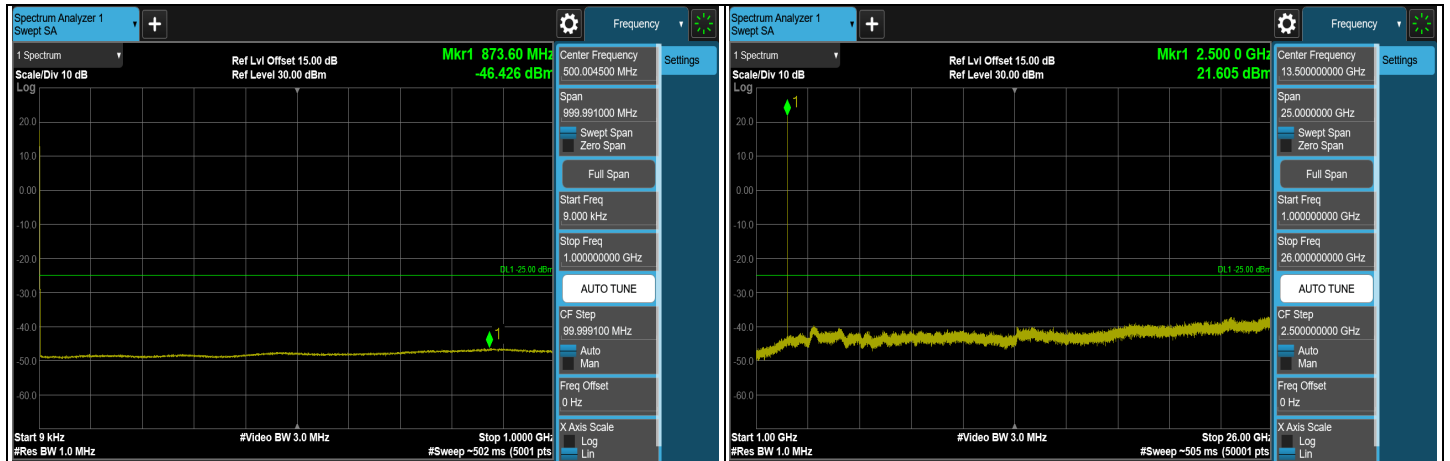 Spectrum Analyzer 1
Swept SA
+
Frequency
1 Spectrum
Scale/Div 10 dB
Log
Ref Lvl Offset 15.00 dB
Ref Level 30.00 dBm
Mkr1 873.60 MHz
-46.426 dBm
1
20.0
10.0
0.00
-10.0
-20.0
-30.0
-40.0
-50.0
-60.0
DL1 -25.00 dBm
1
Start 9 kHz
#Res BW 1.0 MHz
#Video BW 3.0 MHz
Stop 1.0000 GHz
#Sweep ~502 ms (5001 pts)
Center Frequency
500.004500 MHz
Settings
Span
999.991000 MHz
Swept Span
Zero Span
Full Span
Start Freq
9.000 kHz
Stop Freq
1.000000000 GHz
AUTO TUNE
CF Step
99.999100 MHz
Auto
Man
Freq Offset
0 Hz
X Axis Scale
Log
Lin
Spectrum Analyzer 1
Swept SA
+
Frequency
1 Spectrum
Scale/Div 10 dB
Log
Ref Lvl Offset 15.00 dB
Ref Level 30.00 dBm
Mkr1 2.500 0 GHz
21.605 dBm
1
20.0
10.0
0.00
-10.0
-20.0
-30.0
-40.0
-50.0
-60.0
DL1 -25.00 dBm
Start 1.00 GHz
#Res BW 1.0 MHz
#Video BW 3.0 MHz
Stop 26.00 GHz
#Sweep ~505 ms (50001 pts)
Center Frequency
13.500000000 GHz
Settings
Span
25.0000000 GHz
Swept Span
Zero Span
Full Span
Start Freq
1.000000000 GHz
Stop Freq
26.000000000 GHz
AUTO TUNE
CF Step
2.500000000 GHz
Auto
Man
Freq Offset
0 Hz
X Axis Scale
Log
Lin